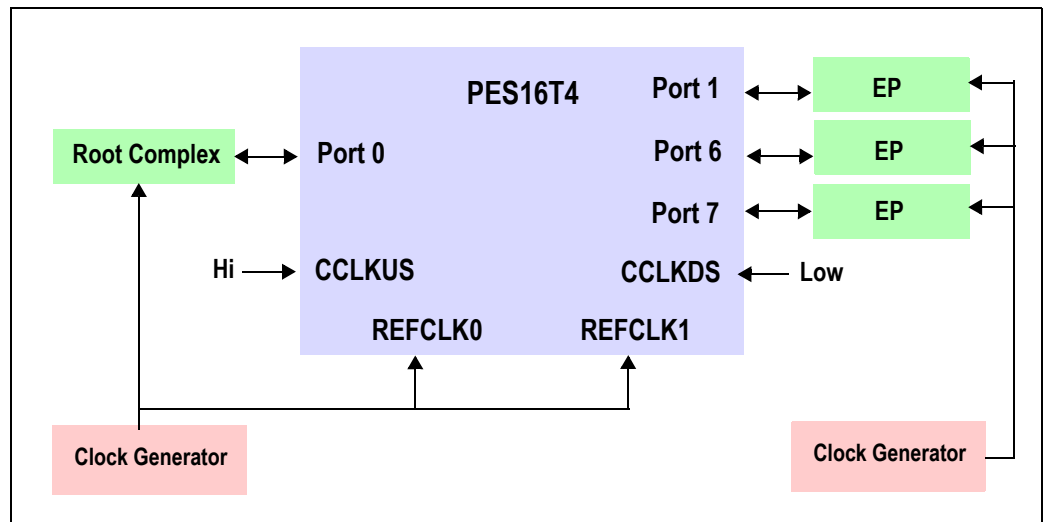 PES16T4
Port 1
EP
Root Complex
Port 0
Port 6
EP
Port 7
EP
Hi
CCLKUS
CCLKDS
Low
REFCLK0
REFCLK1
Clock Generator
Clock Generator